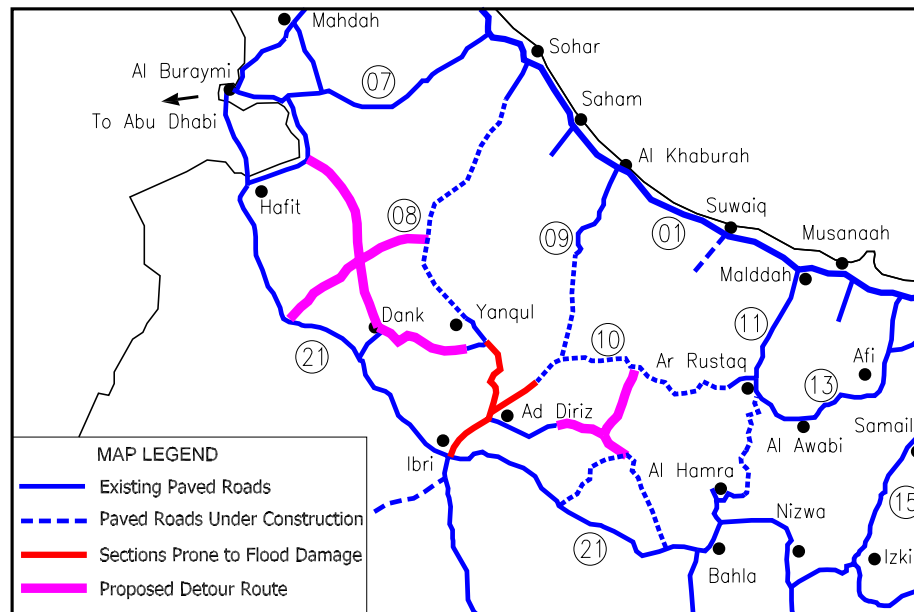 Mahdah
Sohar
Al Buraymi
07
To Abu Dhabi
Saham
Al Khaburah
Hafit
08
09
01
Suwaiq
Musanaah
Malddah
Dank
Yanqul
21
10
11
Ar Rustaq
Afi
13
Ad Diriz
Al Awabi
Samail
Ibri
Al Hamra
Nizwa
15
21
Bahla
Izki
MAP LEGEND
Existing Paved Roads
Paved Roads Under Construction
Sections Prone to Flood Damage
Proposed Detour Route